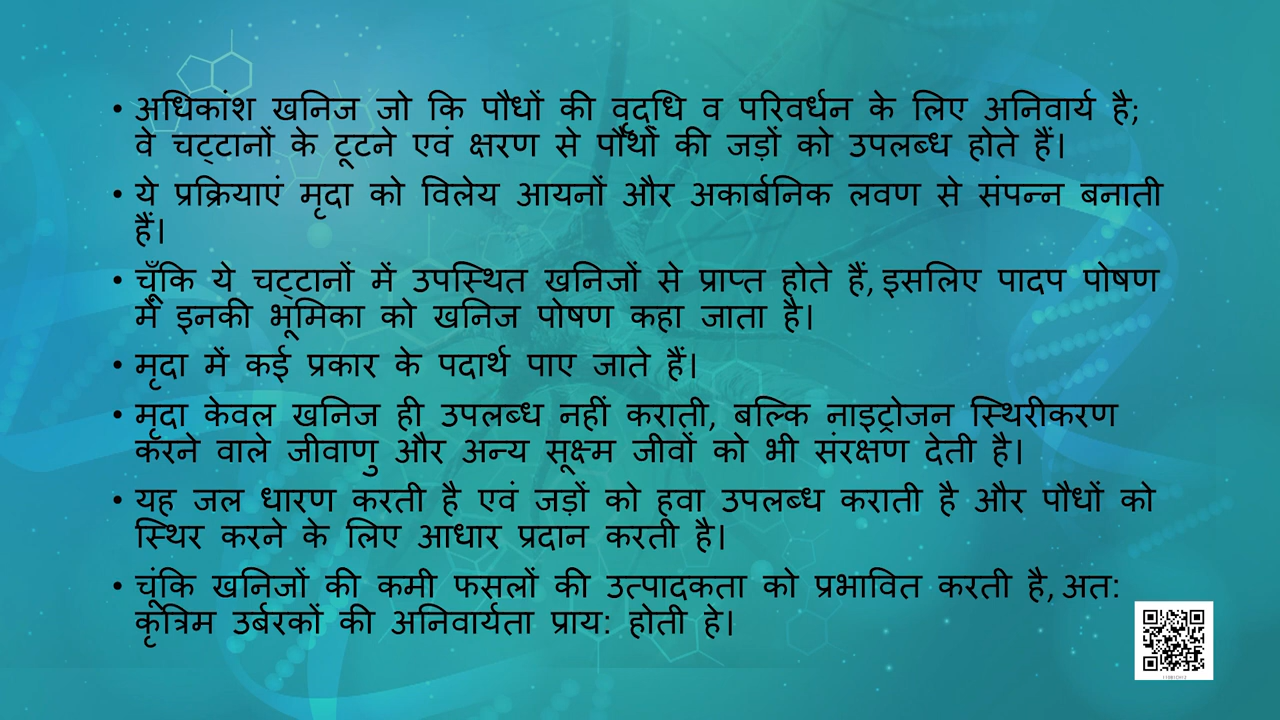 • अधिकांश खनिज जो कि पौधों की वृद्धि व परिवर्धन के लिए अनिवार्य है;
वे चट्टानों के टूटने एवं क्षरण से पौधों की जड़ों को उपलब्ध होते हैं।
• ये प्रक्रियाएं मृदा को विलेय आयनों और अकार्बनिक लवण से संपन्न बनाती
हैं।
• चूँकि ये चट्टानों में उपस्थित खनिजों से प्राप्त होते हैं, इसलिए पादप पोषण
में इनकी भूमिका को खनिज पोषण कहा जाता है।
• मृदा में कई प्रकार के पदार्थ पाए जाते हैं।
• मृदा केवल खनिज ही उपलब्ध नहीं कराती, बल्कि नाइट्रोजन स्थिरीकरण
करने वाले जीवाणु और अन्य सूक्ष्म जीवों को भी संरक्षण देती है।
• यह जल धारण करती है एवं जड़ों को हवा उपलब्ध कराती है और पौधों को
स्थिर करने के लिए आधार प्रदान करती है।
• चूंकि खनिजों की कमी फसलों की उत्पादकता को प्रभावित करती है, अत:
कृत्रिम उर्बरकों की अनिवार्यता प्राय: होती हे।